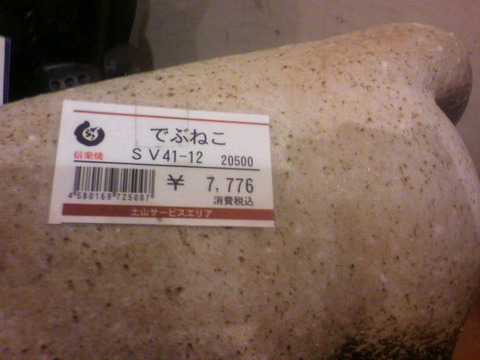 でぶねこ
信楽焼
SV41-12 20500
¥ 7,776
4580169725007
消費税込
土山サービスエリア